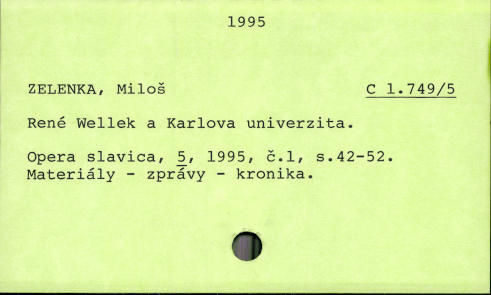 1995
ZELENKA, Miloš C 1.749/5
René Wellek a Karlova univerzita.
Opera slavica, 5, 1995, č.1, s.42-52.
Materiály - zprávy - kronika.